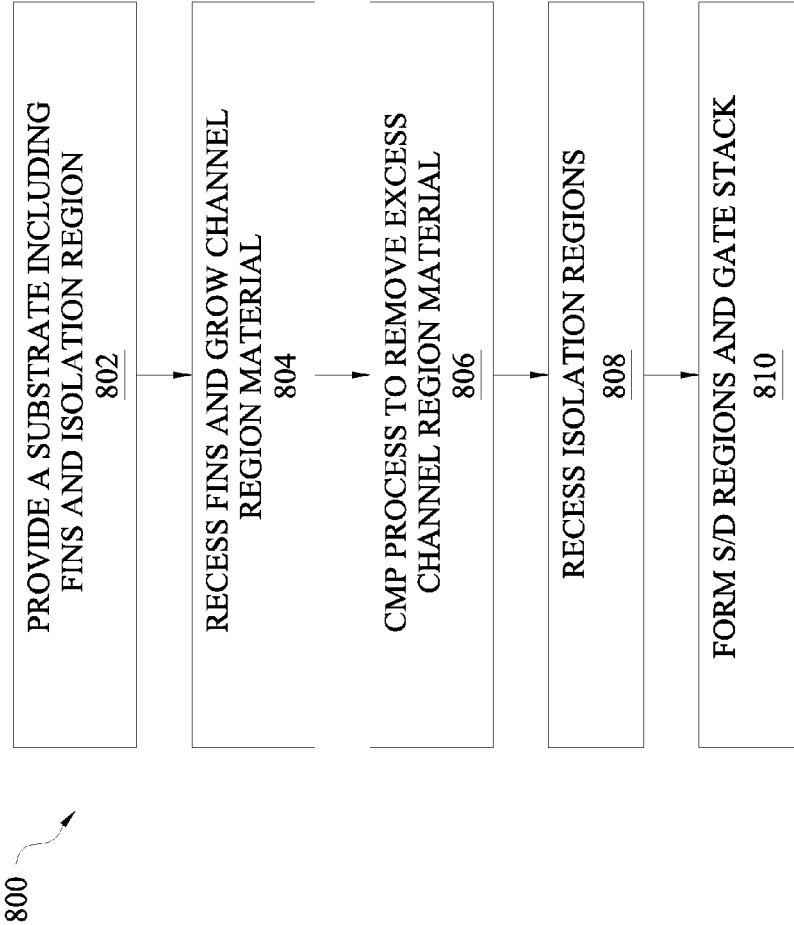 800
PROVIDE A SUBSTRATE INCLUDING
FINS AND ISOLATION REGION
802
RECESS FINS AND GROW CHANNEL
REGION MATERIAL
804
CMP PROCESS TO REMOVE EXCESS
CHANNEL REGION MATERIAL
806
RECESS ISOLATION REGIONS
808
FORM S/D REGIONS AND GATE STACK
810